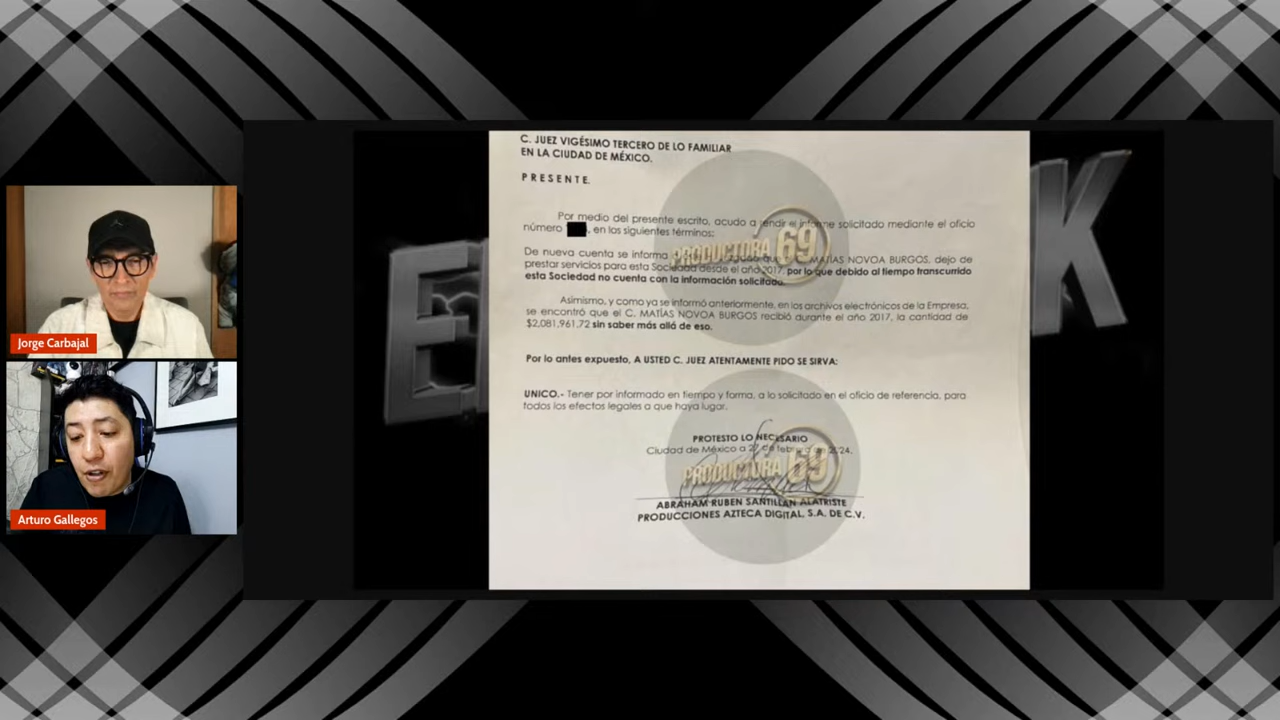 C. JUEZ VIGÉSIMO TERCERO DE LO FAMILIAR
EN LA CIUDAD DE MÉXICO.
P R E S E N T E.
Por medio del presente escrito, acudo a rendir el informe solicitado mediante el oficio
número , en los siguientes términos:
De nueva cuenta se informa que el C. MATÍAS NOVOA BURGOS, dejo de
prestar servicios para esta Sociedad desde el año 2017, por lo que debido al tiempo transcurrido
esta Sociedad no cuenta con la información solicitada.
Asimismo, y como ya se informó anteriormente, en los archivos electrónicos de la Empresa,
se encontró que el C. MATÍAS NOVOA BURGOS recibió durante el año 2017, la cantidad de
$2,081,961.72 sin saber más allá de eso.
Por lo antes expuesto, A USTED C. JUEZ ATENTAMENTE PIDO SE SIRVA:
UNICO.- Tener por informado en tiempo y forma, a lo solicitado en el oficio de referencia, para
todos los efectos legales a que haya lugar.
PROTESTO LO NECESARIO
Ciudad de México a 27 de febrero 2024.
ABRAHAM RUBEN SANTILLAN ALATRISTE
PRODUCCIONES AZTECA DIGITAL, S.A. DE C.V.
PRODUCTORA 69
PRODUCTORA 69
E
K
Jorge Carbajal
Arturo Gallegos